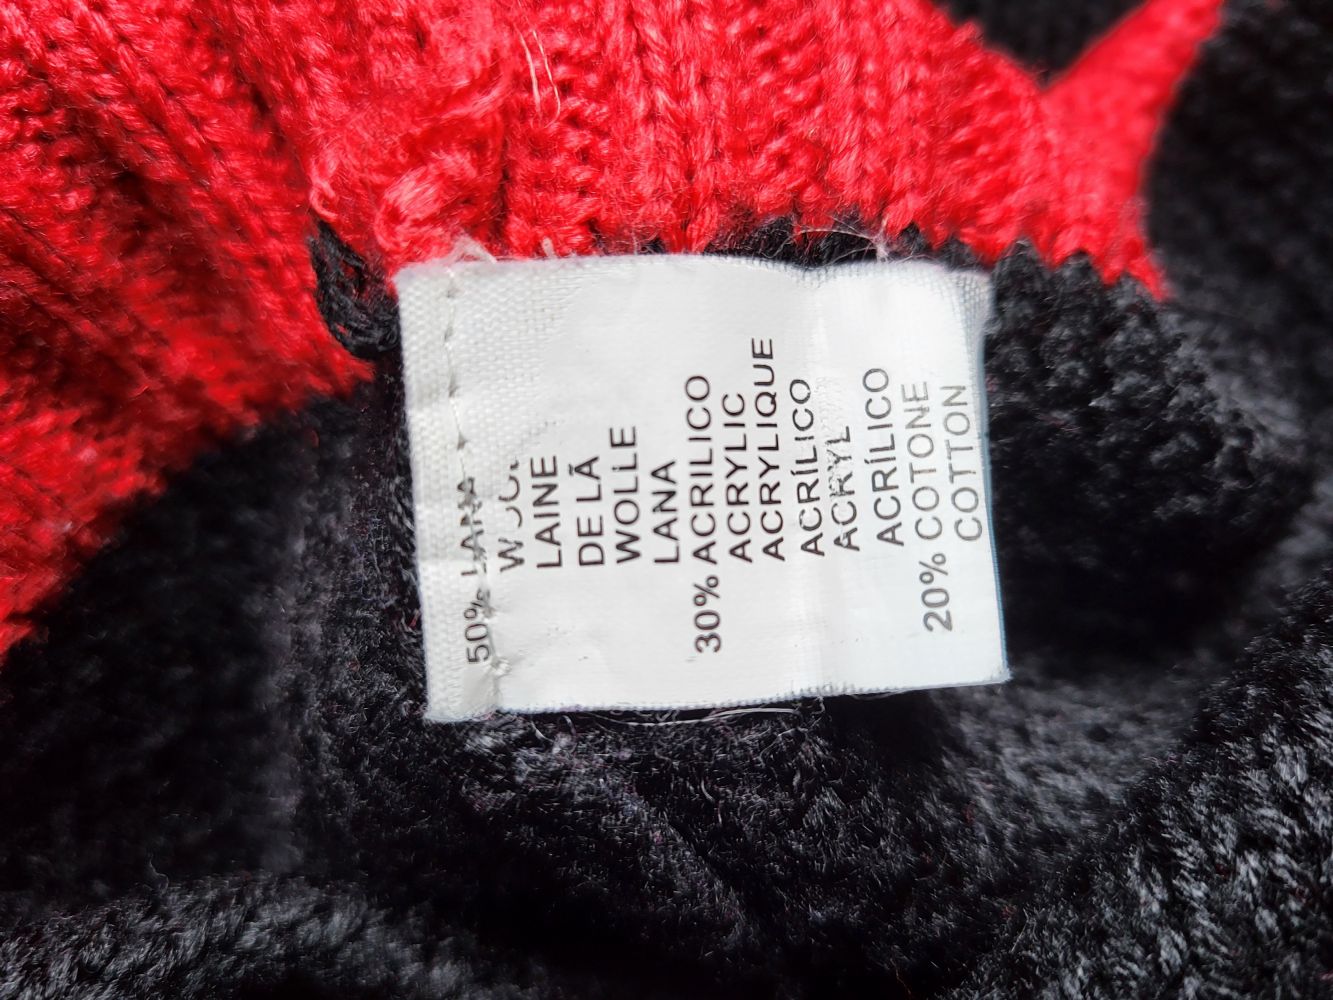 50% LANA
LAINE
DE LÃ
WOLLE
LANA
30% ACRILICO
ACRYLIC
ACRYLIQUE
ACRÍLICO
ACRYL
ACRÍLICO
20% COTONE
COTTON